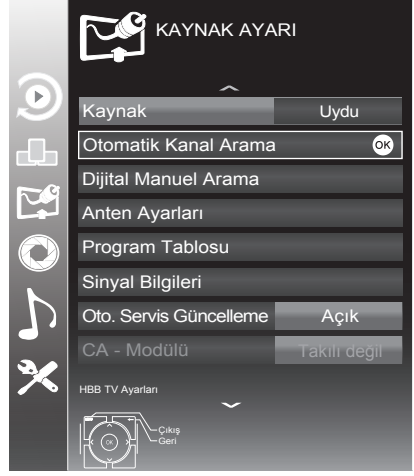 KAYNAK AYARI
Kaynak Uydu
Otomatik Kanal Arama OK
Dijital Manuel Arama
Anten Ayarları
Program Tablosu
Sinyal Bilgileri
Oto. Servis Güncelleme Açık
CA - Modülü Takılı değil
HBB TV Ayarları
Çıkış
OK Geri